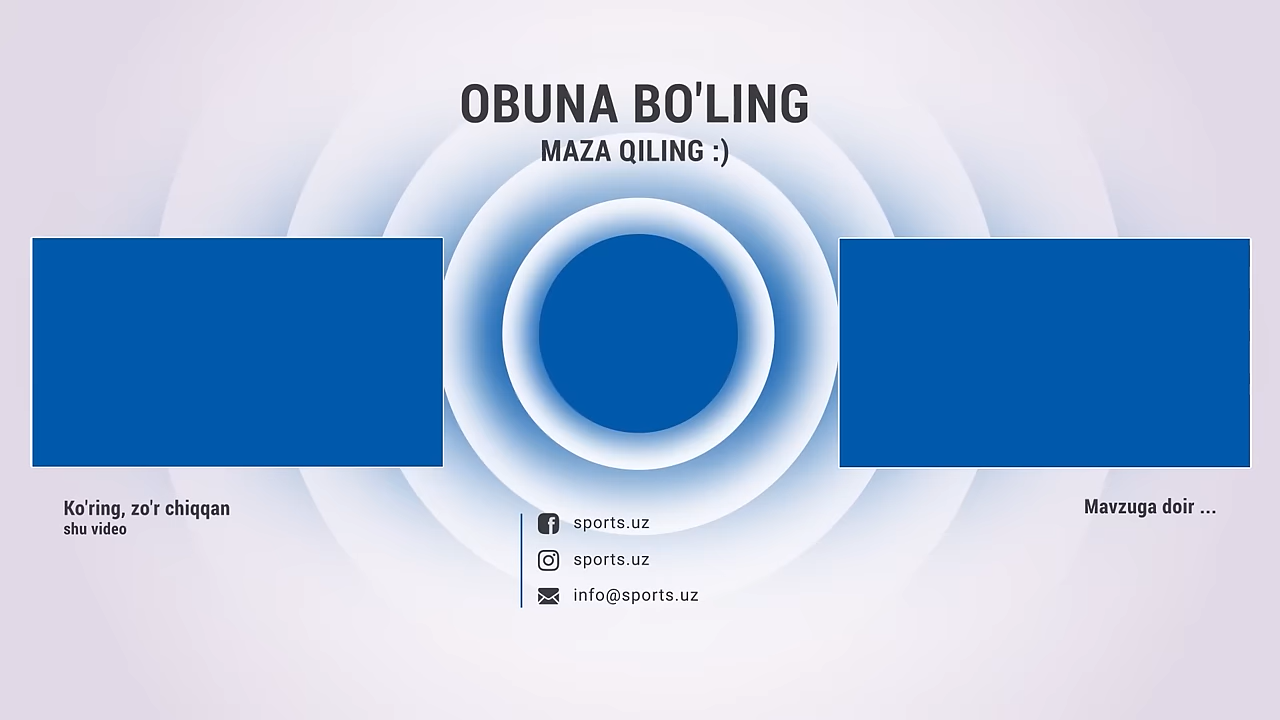 OBUNA BO'LING
MAZA QILING :)
Ko'ring, zo'r chiqqan
shu video
Mavzuga doir ...
sports.uz
sports.uz
info@sports.uz